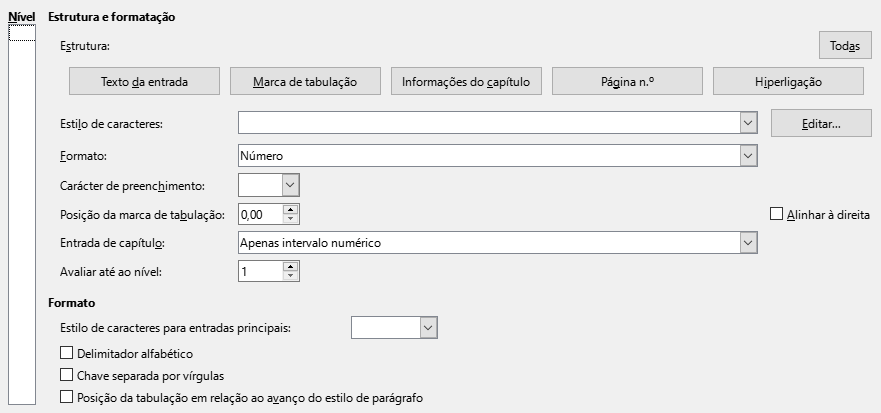 Nível Estrutura e formatação
Estrutura: Todas
Texto da entrada Marca de tabulação Informações do capítulo Página n.º Hiperligação
Estilo de caracteres: Editar...
Formato: Número
Carácter de preenchimento:
Posição da marca de tabulação: 0,00 Alinhar à direita
Entrada de capítulo: Apenas intervalo numérico
Avaliar até ao nível: 1
Formato
Estilo de caracteres para entradas principais:
Delimitador alfabético
Chave separada por vírgulas
Posição da tabulação em relação ao avanço do estilo de parágrafo